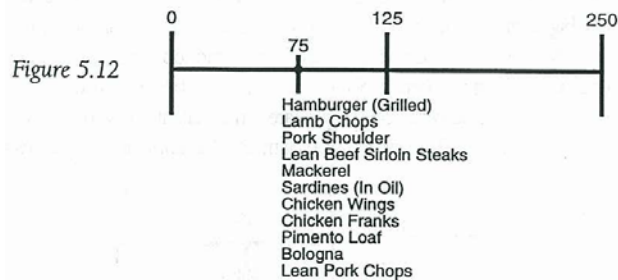 0 125 250
75
Figure 5.12
Hamburger (Grilled)
Lamb Chops
Pork Shoulder
Lean Beef Sirloin Steaks
Mackerel
Sardines (In Oil)
Chicken Wings
Chicken Franks
Pimento Loaf
Bologna
Lean Pork Chops